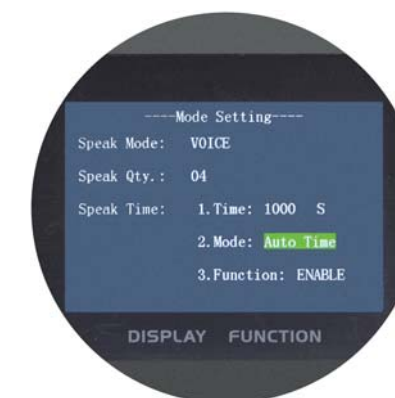 ----Mode Setting----
Speak Mode: VOICE
Speak Qty.: 04
Speak Time: 1.Time: 1000 S
2.Mode: Auto Time
3.Function: ENABLE
DISPLAY FUNCTION